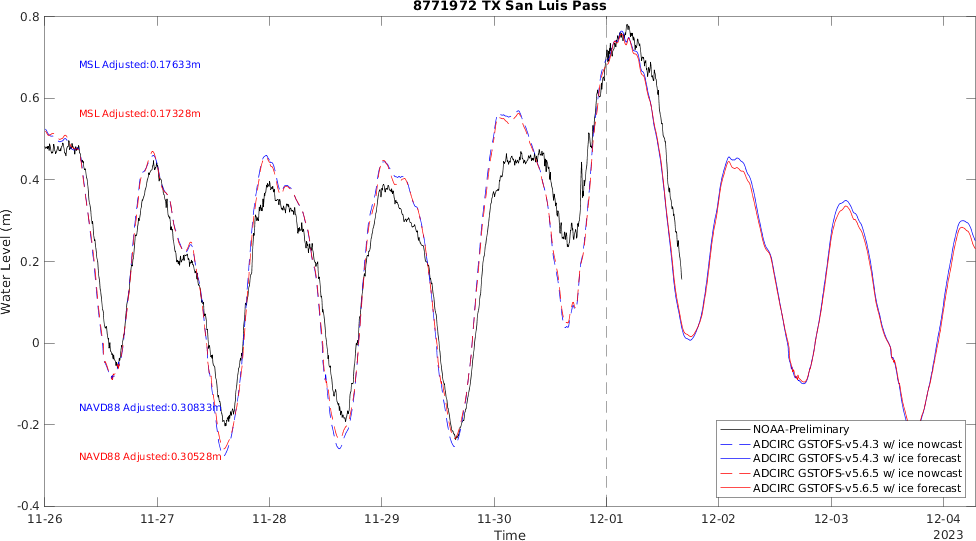 8771972 TX San Luis Pass
0.8
0.6
0.4
0.2
0
-0.2
-0.4
Water Level (m)
MSL Adjusted:0.17633m
MSL Adjusted:0.17328m
NAVD88 Adjusted:0.30833m
NAVD88 Adjusted:0.30528m
NOAA-Preliminary
ADCIRC GSTOFS-v5.4.3 w/ ice nowcast
ADCIRC GSTOFS-v5.4.3 w/ ice forecast
ADCIRC GSTOFS-v5.6.5 w/ ice nowcast
ADCIRC GSTOFS-v5.6.5 w/ ice forecast
11-26 11-27 11-28 11-29 11-30 12-01 12-02 12-03 12-04
Time
2023